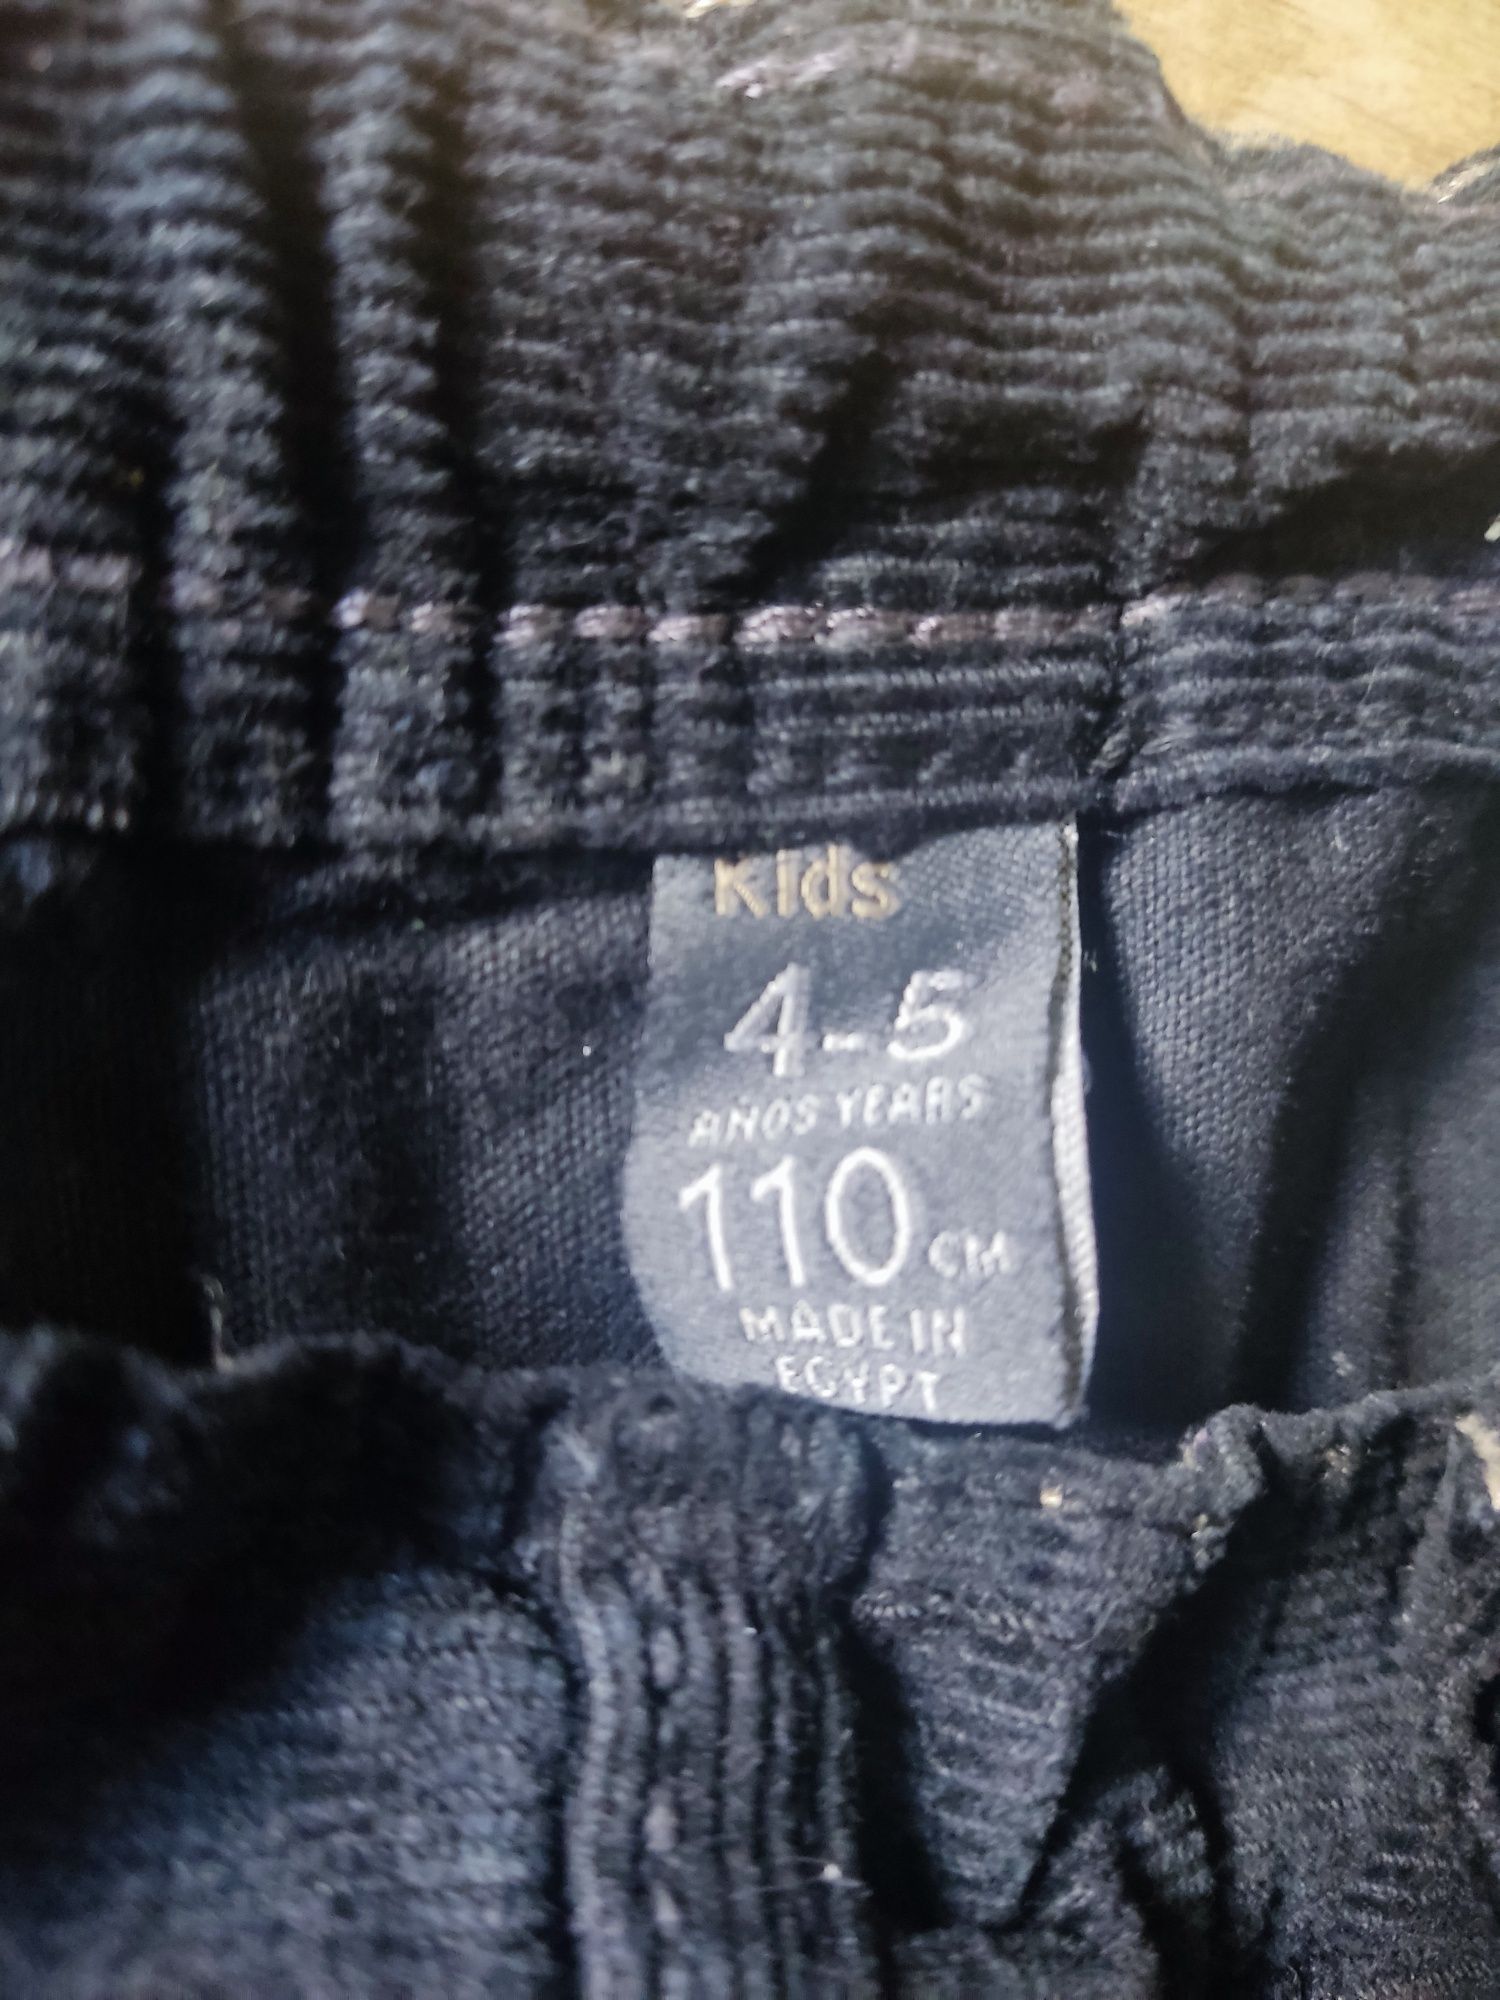 Kids
4-5
AÑOS YEARS
110 CM
MADE IN
EGYPT